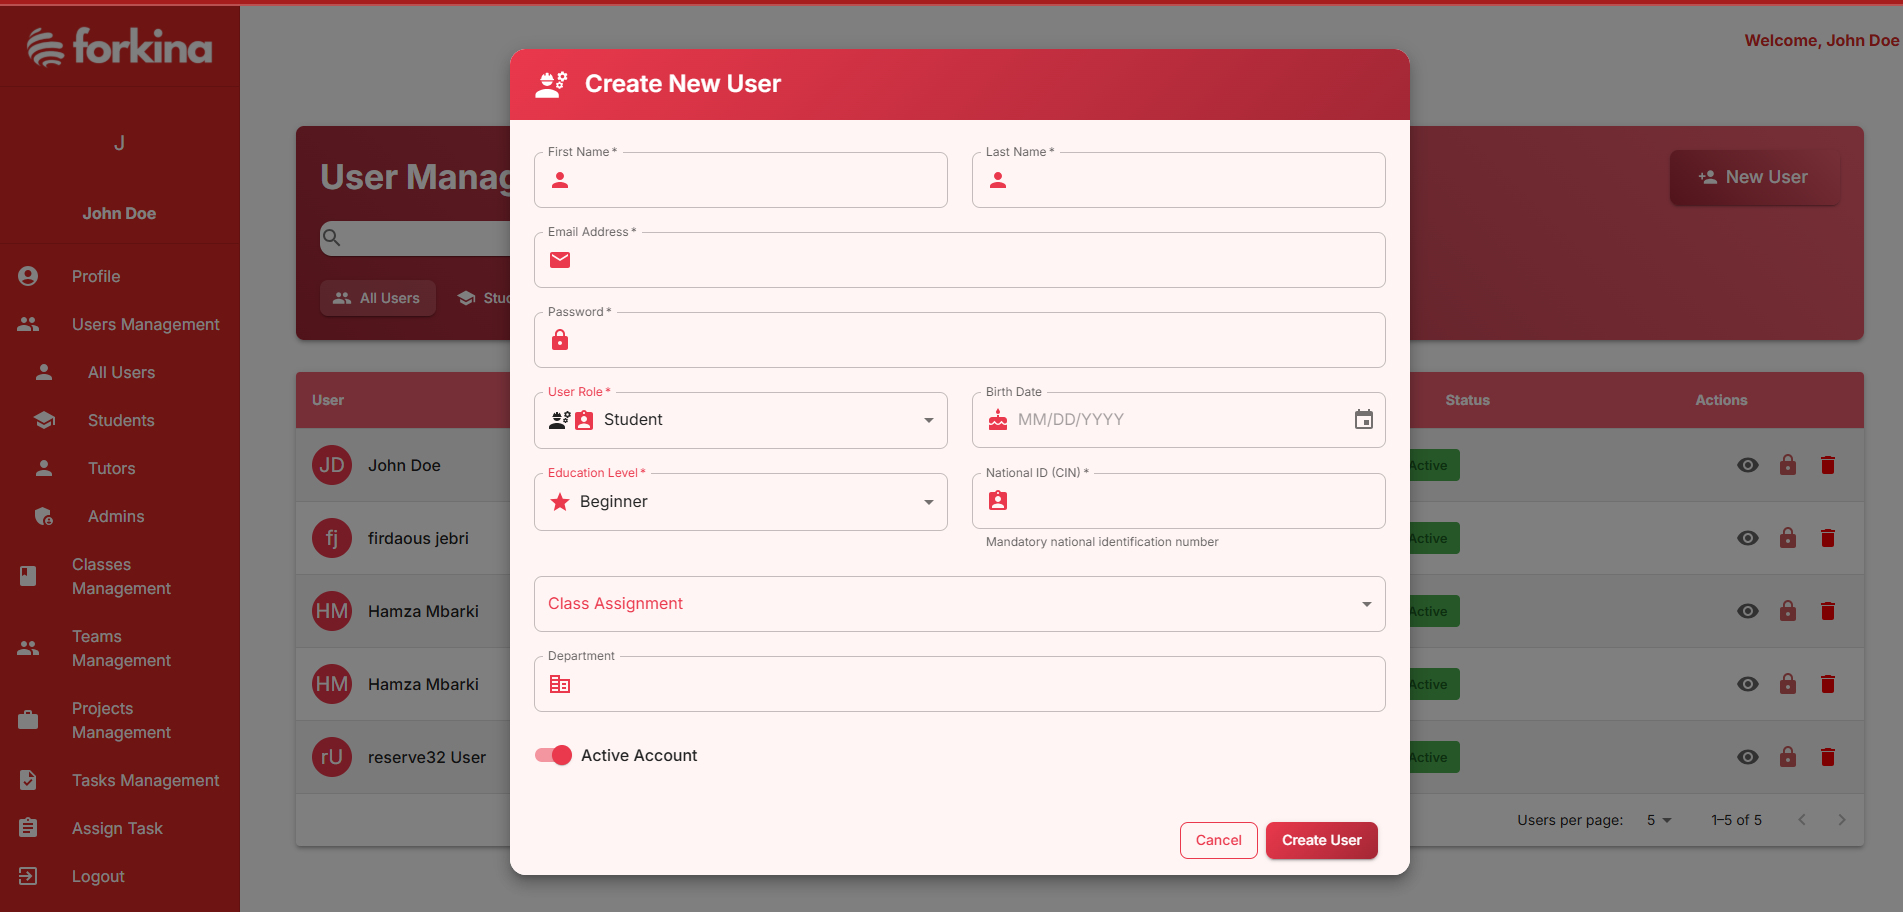 forkina
Welcome, John Doe
J
John Doe
Profile
Users Management
All Users
Students
Tutors
Admins
Classes
Management
Teams
Management
Projects
Management
Tasks Management
Assign Task
Logout
User Manag
New User
All Users
Stu
User
Status
Actions
JD
John Doe
Active
fj
firdaous jebri
Active
HM
Hamza Mbarki
Active
HM
Hamza Mbarki
Active
rU
reserve32 User
Active
Users per page:
5
1–5 of 5
Create New User
First Name *
Last Name *
Email Address *
Password *
User Role *
Student
Birth Date
MM/DD/YYYY
Education Level *
Beginner
National ID (CIN) *
Mandatory national identification number
Class Assignment
Department
Active Account
Cancel
Create User